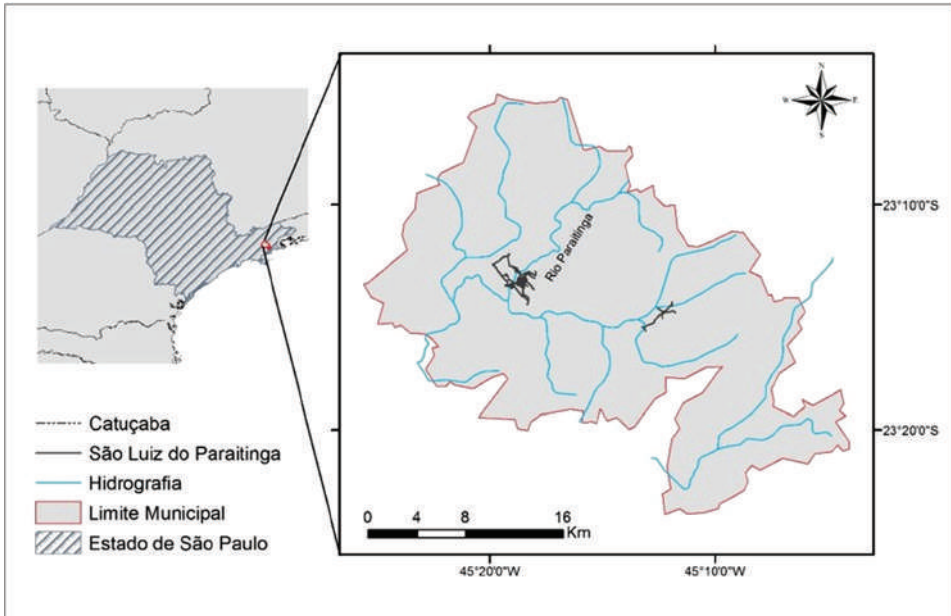 Catuçaba
São Luiz do Paraitinga
Hidrografia
Limite Municipal
Estado de São Paulo
N
W
E
S
Rio Paraitinga
23°10'0"S
23°20'0"S
0 4 8 16
Km
45°20'0"W 45°10'0"W